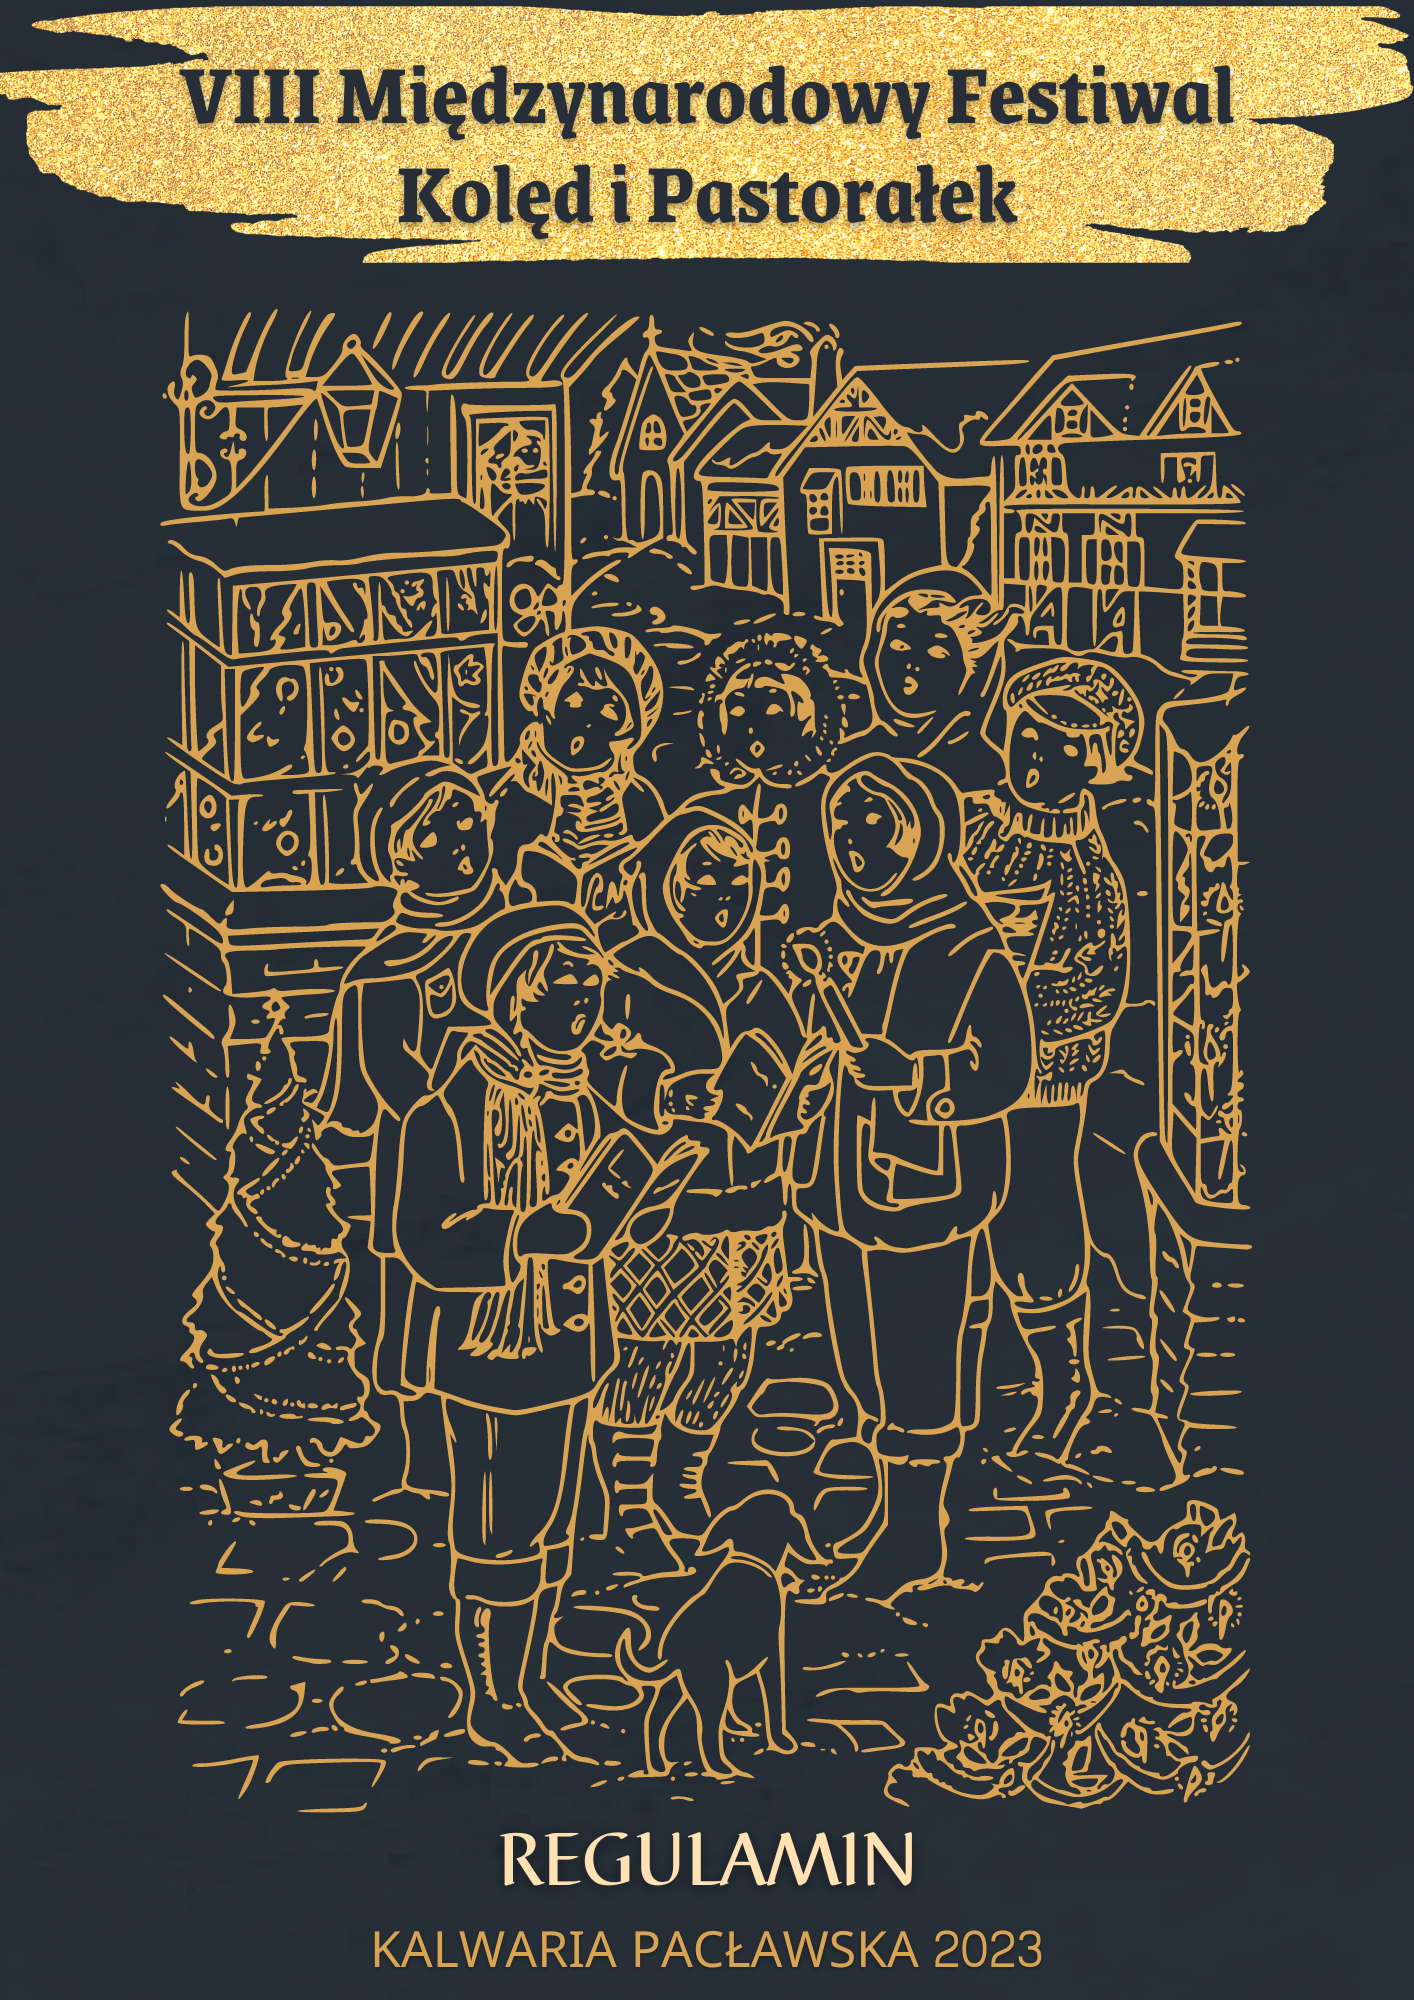 VIII Międzynarodowy Festiwal
Kolęd i Pastorałek
REGULAMIN
KALWARIA PACŁAWSKA 2023